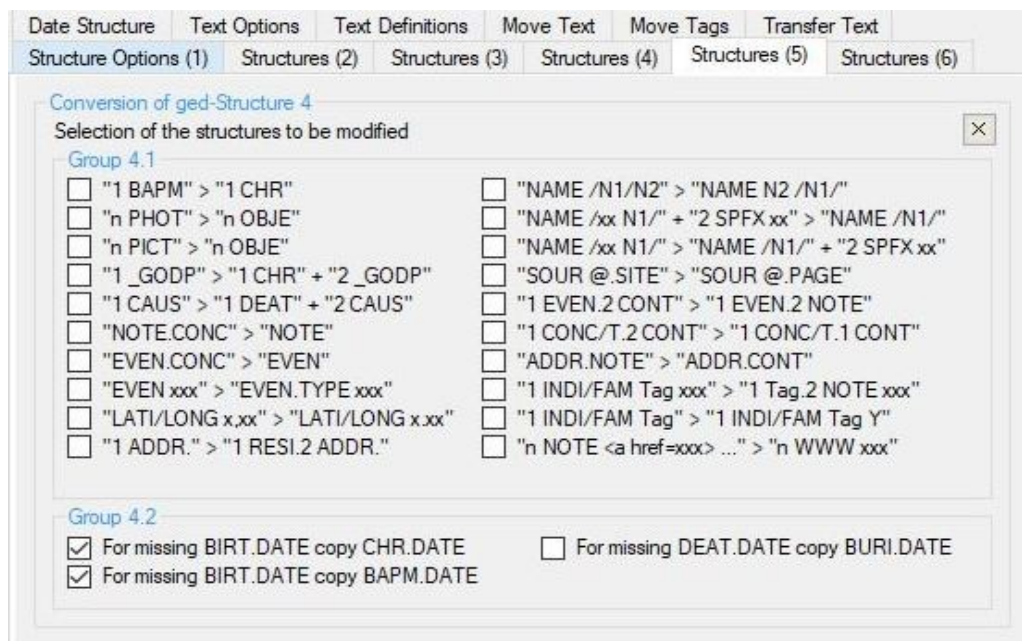 Date Structure Text Options Text Definitions Move Text Move Tags Transfer Text
Structure Options (1) Structures (2) Structures (3) Structures (4) Structures (5) Structures (6)
Conversion of ged-Structure 4
Selection of the structures to be modified
Group 4.1
"1 BAPM" > "1 CHR"
"n PHOT" > "n OBJE"
"n PICT" > "n OBJE"
"1 _GODP" > "1 CHR" + "2 _GODP"
"1 CAUS" > "1 DEAT" + "2 CAUS"
"NOTE.CONC" > "NOTE"
"EVEN.CONC" > "EVEN"
"EVEN xxx" > "EVEN.TYPE xxx"
"LATI/LONG x,xx" > "LATI/LONG x.xx"
"1 ADDR." > "1 RESI.2 ADDR."
"NAME /N1/N2" > "NAME N2 /N1/"
"NAME /xx N1/" + "2 SPFX xx" > "NAME /N1/"
"NAME /xx N1/" > "NAME /N1/" + "2 SPFX xx"
"SOUR @.SITE" > "SOUR @.PAGE"
"1 EVEN.2 CONT" > "1 EVEN.2 NOTE"
"1 CONC/T.2 CONT" > "1 CONC/T.1 CONT"
"ADDR.NOTE" > "ADDR.CONT"
"1 INDI/FAM Tag xxx" > "1 Tag.2 NOTE xxx"
"1 INDI/FAM Tag" > "1 INDI/FAM Tag Y"
"n NOTE <a href=xxx> ..." > "n WWW xxx"
Group 4.2
For missing BIRT.DATE copy CHR.DATE
For missing BIRT.DATE copy BAPM.DATE
For missing DEAT.DATE copy BURI.DATE